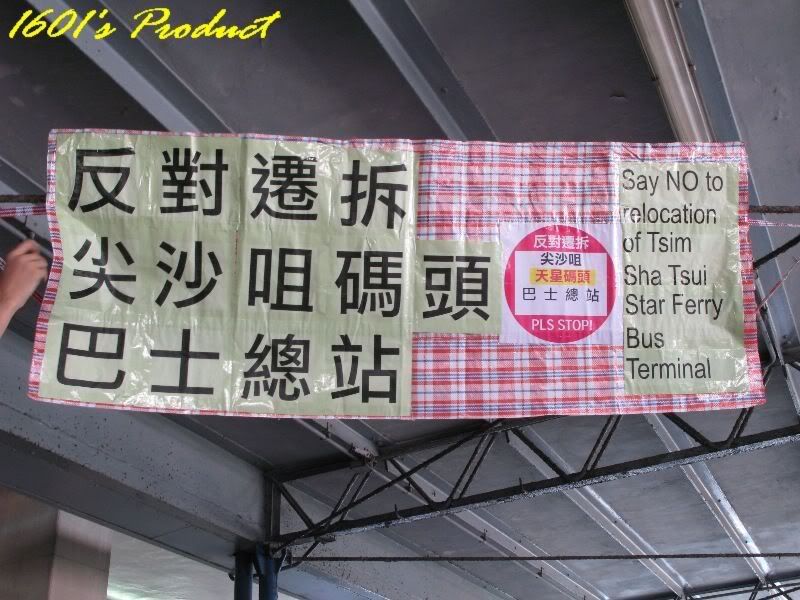 1601's Product
反對遷拆
尖沙咀碼頭
巴士總站
反對遷拆
尖沙咀
天星碼頭
巴士總站
PLS STOP!
Say NO to
relocation
of Tsim
Sha Tsui
Star Ferry
Bus
Terminal